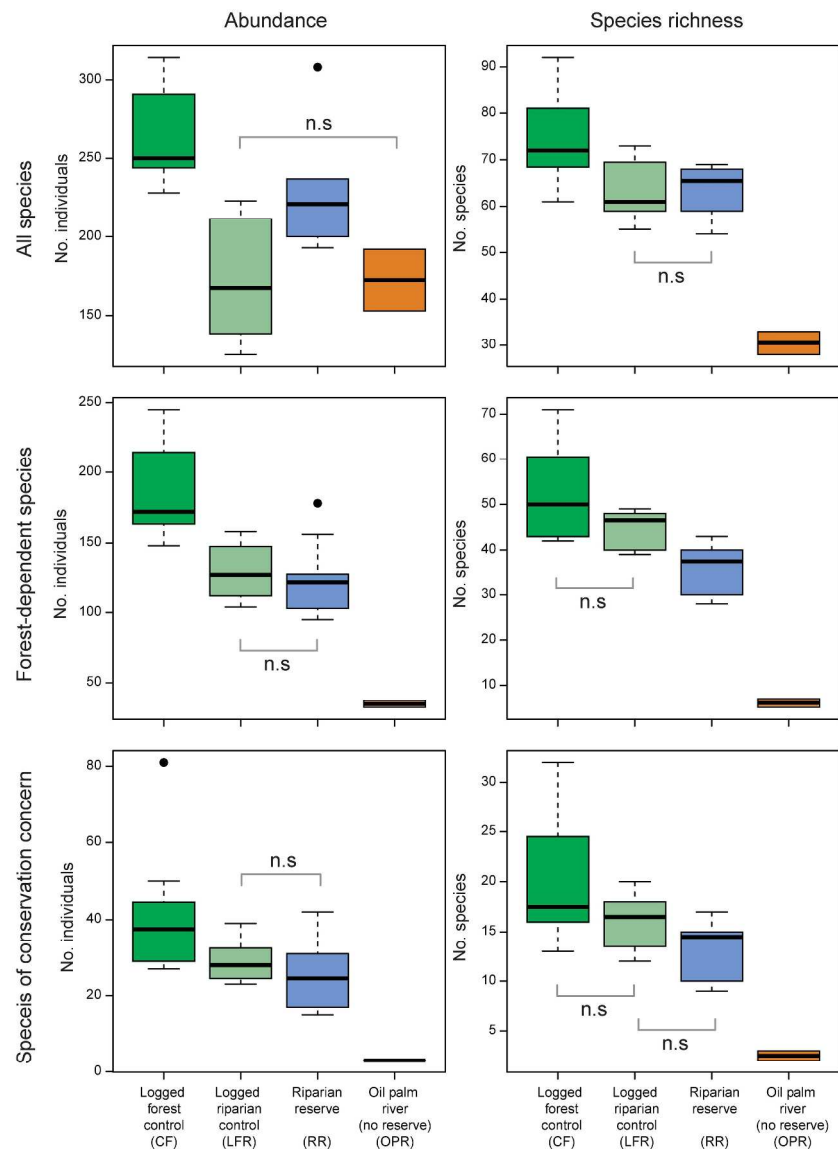 Abundance
Species richness
All species
No. individuals
300
250
200
150
n.s
No. species
90
80
70
60
50
40
30
n.s
Forest-dependent species
No. individuals
250
200
150
100
50
n.s
No. species
70
60
50
40
30
20
10
n.s
Speceis of conservation concern
No. individuals
80
60
40
20
0
n.s
No. species
30
25
20
15
10
5
n.s
n.s
Logged
forest
control
(CF)
Logged
riparian
control
(LFR)
Riparian
reserve
(RR)
Oil palm
river
(no reserve)
(OPR)
Logged
forest
control
(CF)
Logged
riparian
control
(LFR)
Riparian
reserve
(RR)
Oil palm
river
(no reserve)
(OPR)